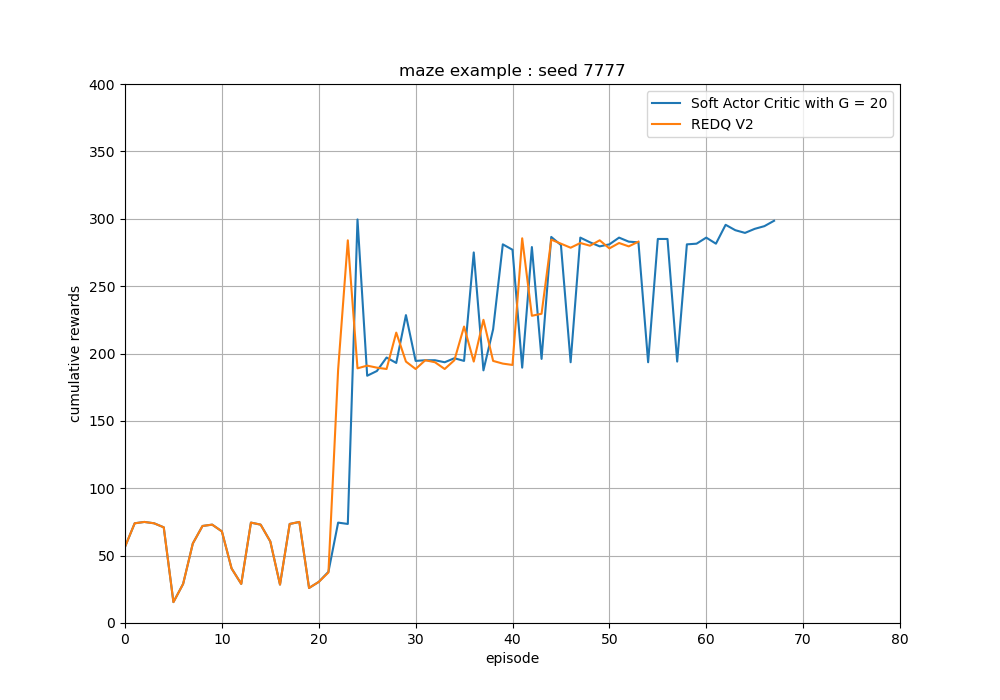 maze example : seed 7777
Soft Actor Critic with G = 20
REDQ V2
cumulative rewards
400
350
300
250
200
150
100
50
0
0 10 20 30 40 50 60 70 80
episode